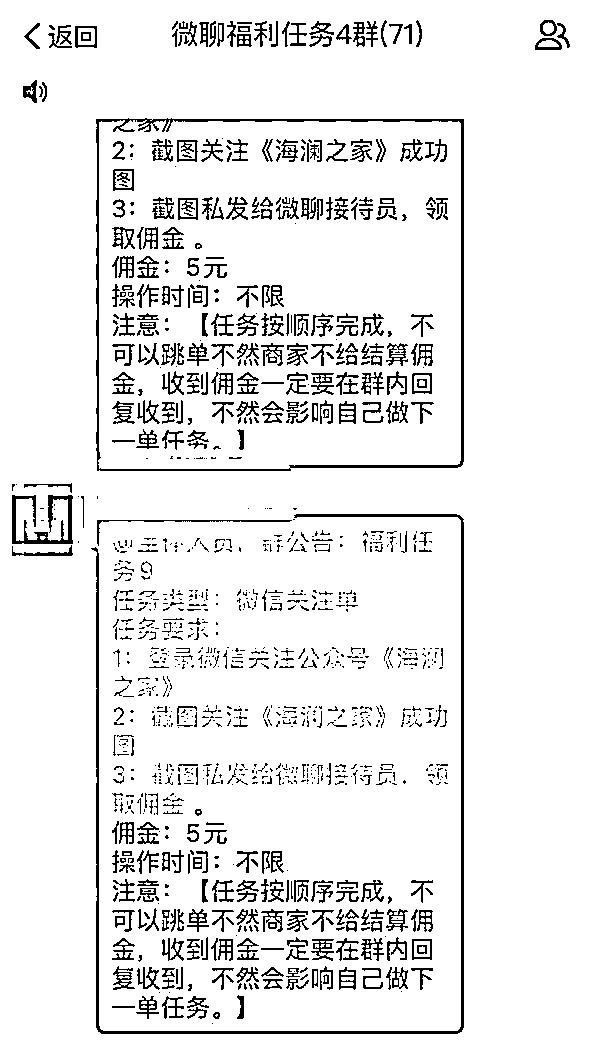 返回
微聊福利任务4群(71)
之家》
2：截图关注《海澜之家》成功
图
3：截图私发给微聊接待员，领
取佣金 。
佣金：5元
操作时间：不限
注意：【任务按顺序完成，不
可以跳单不然商家不给结算佣
金，收到佣金一定要在群内回
复收到，不然会影响自己做下
一单任务。】
人员，群公告：福利任
务9
任务类型：微信关注单
任务要求：
1：登录微信关注公众号《海澜
之家》
2：截图关注《海澜之家》成功
图
3：截图私发给微聊接待员，领
取佣金 。
佣金：5元
操作时间：不限
注意：【任务按顺序完成，不
可以跳单不然商家不给结算佣
金，收到佣金一定要在群内回
复收到，不然会影响自己做下
一单任务。】